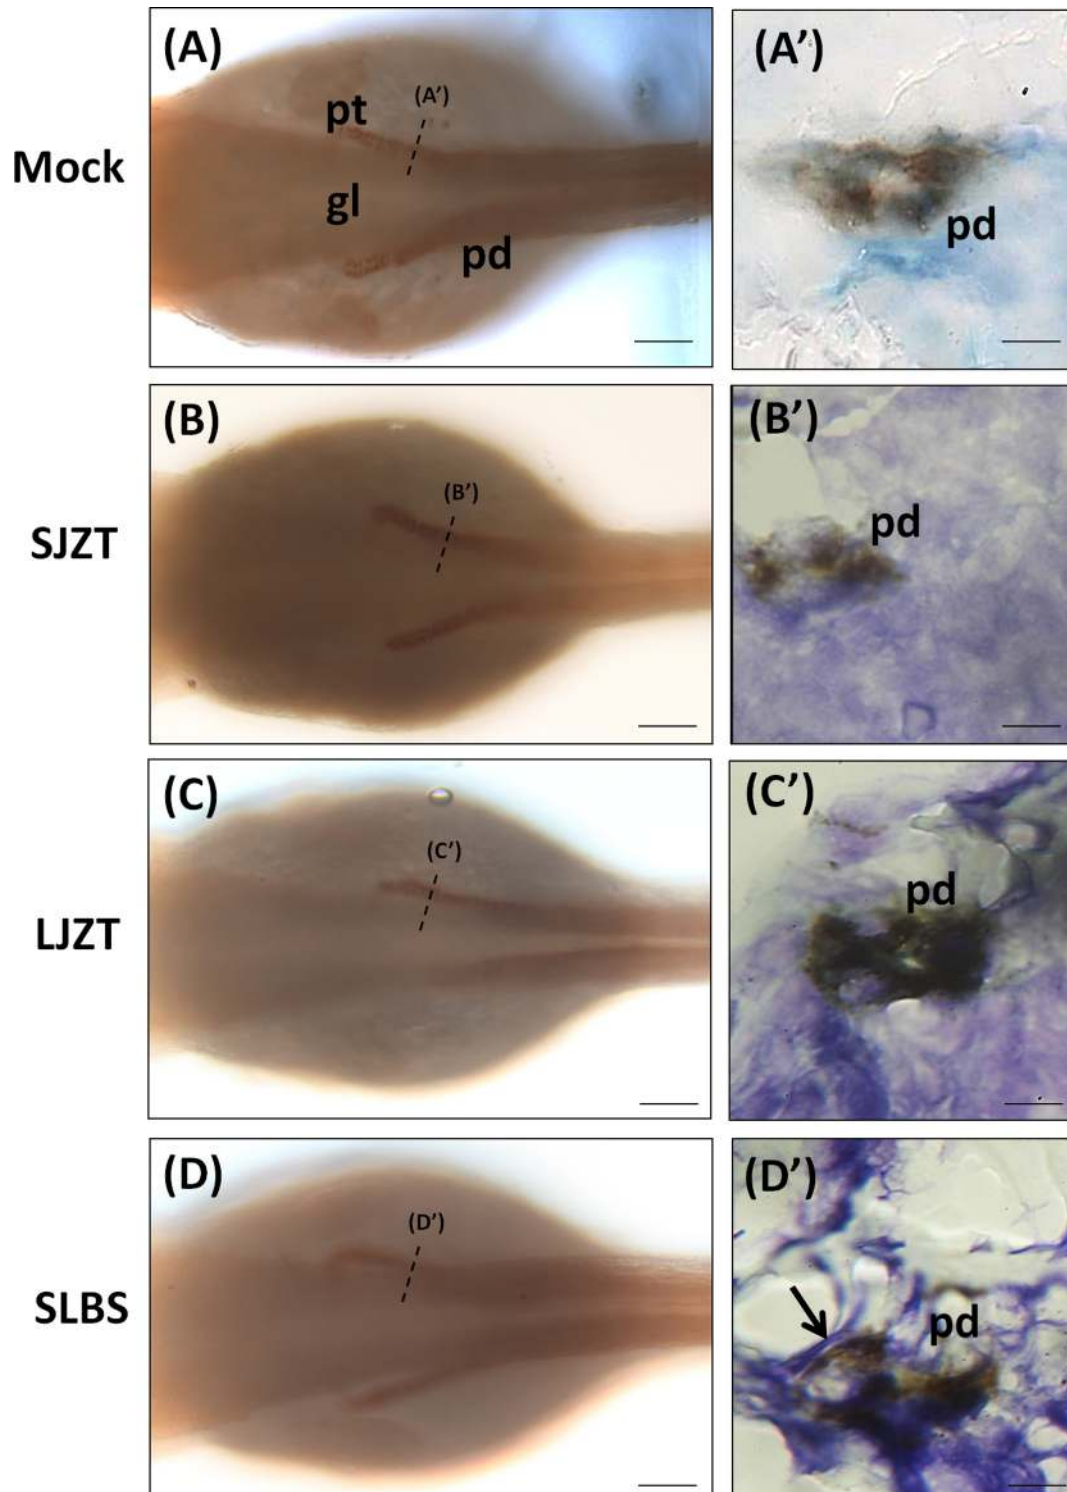 Mock
(A)
pt
(A')
gl
pd
(A')
pd
SJZT
(B)
(B')
(B')
pd
LJZT
(C)
(C')
(C')
pd
SLBS
(D)
(D')
(D')
pd